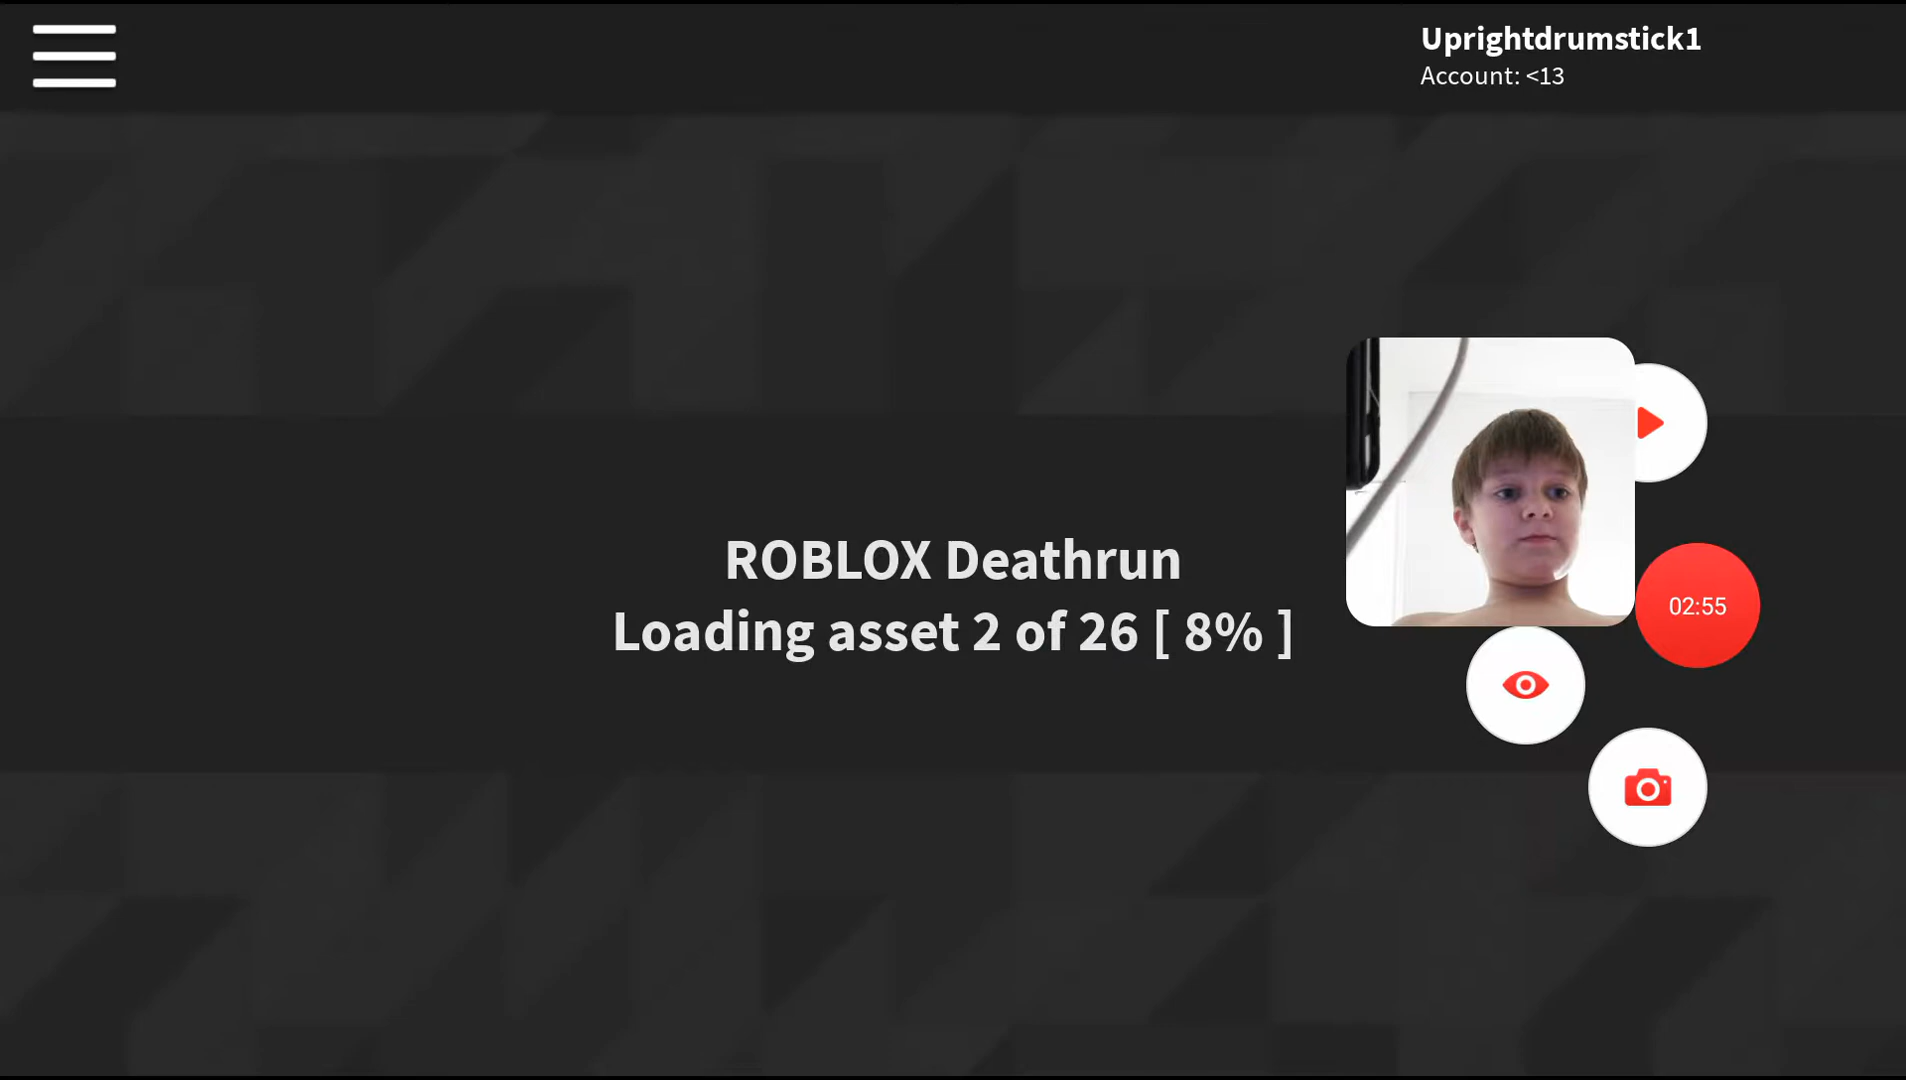 Uprightdrumstick1
Account: <13
ROBLOX Deathrun
Loading asset 2 of 26 [ 8% ]
02:55